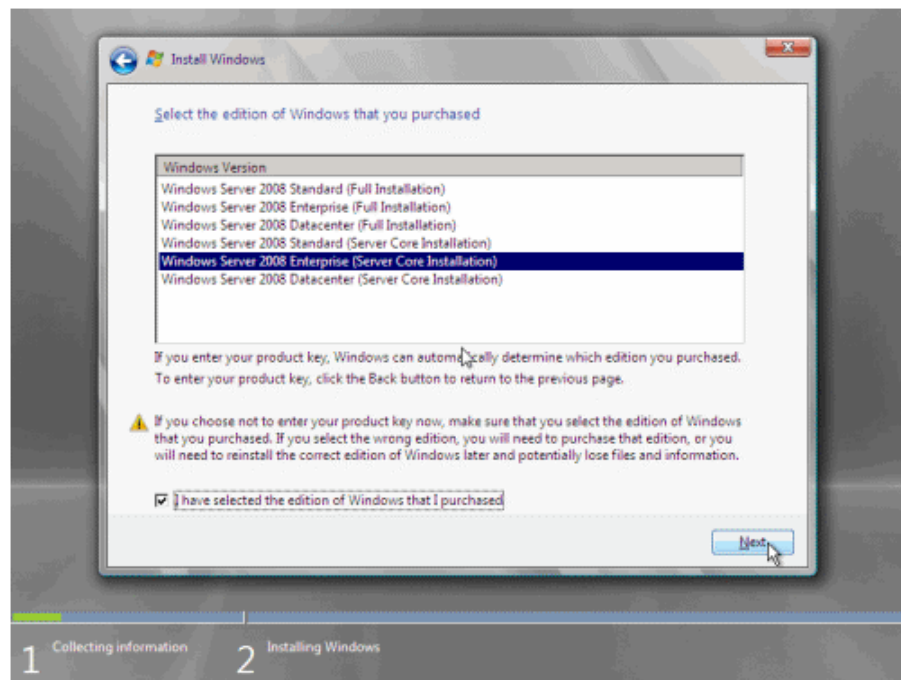 Install Windows
Select the edition of Windows that you purchased
Windows Version
Windows Server 2008 Standard (Full Installation)
Windows Server 2008 Enterprise (Full Installation)
Windows Server 2008 Datacenter (Full Installation)
Windows Server 2008 Standard (Server Core Installation)
Windows Server 2008 Enterprise (Server Core Installation)
Windows Server 2008 Datacenter (Server Core Installation)
If you enter your product key, Windows can automatically determine which edition you purchased.
To enter your product key, click the Back button to return to the previous page.
If you choose not to enter your product key now, make sure that you select the edition of Windows
that you purchased. If you select the wrong edition, you will need to purchase that edition, or you
will need to reinstall the correct edition of Windows later and potentially lose files and information.
I have selected the edition of Windows that I purchased
Next
1 Collecting information
2 Installing Windows